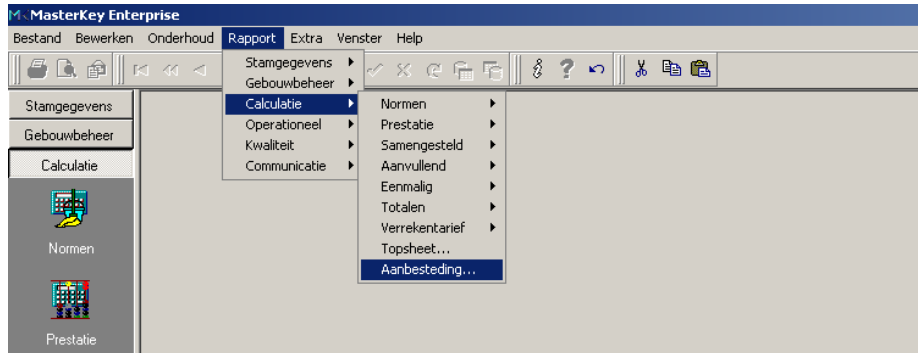 MasterKey Enterprise
Bestand Bewerken Onderhoud Rapport Extra Venster Help
Stamgegevens
Gebouwbeheer
Calculatie
Operationeel
Kwaliteit
Communicatie
Normen
Prestatie
Samengesteld
Aanvullend
Eenmalig
Totalen
Verrekentarief
Topsheet...
Aanbesteding...
Stamgegevens
Gebouwbeheer
Calculatie
Normen
Prestatie